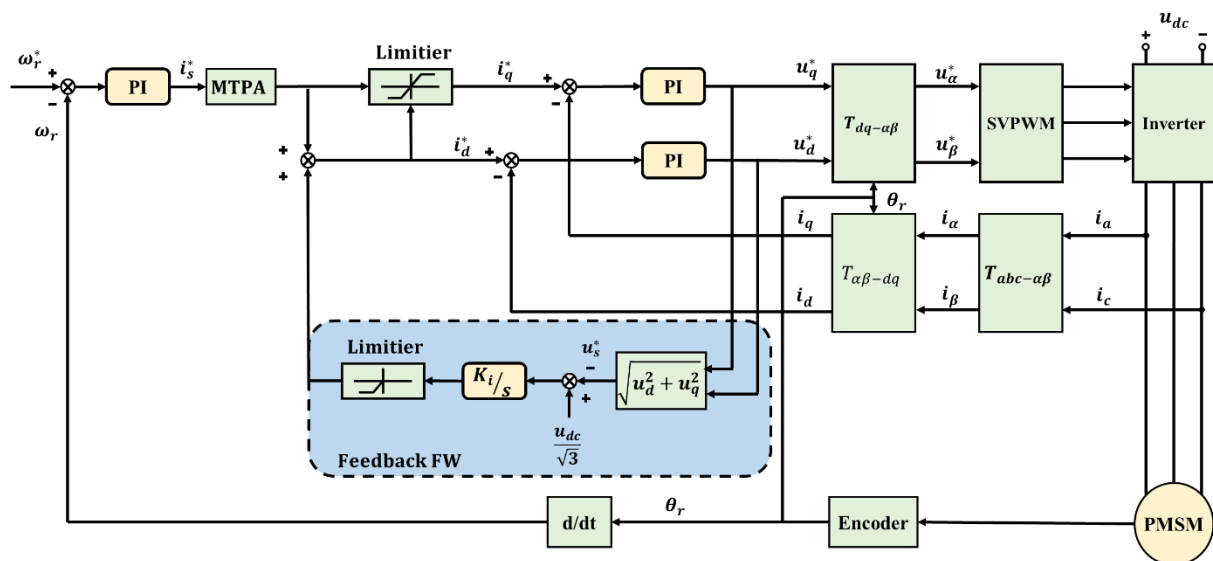 u_dc
+ −
ω_r^*
+
−
ω_r
PI
i_s^*
MTPA
Limitier
i_q^*
+
−
PI
u_q^*
T_dq−αβ
u_α^*
SVPWM
Inverter
+
+
i_d^*
+
−
PI
u_d^*
u_β^*
θ_r
i_q
T_αβ−dq
i_α
T_abc−αβ
i_a
i_d
i_β
i_c
Limitier
K_i/s
u_s^*
−
+
√(u_d^2 + u_q^2)
u_dc/√3
Feedback FW
d/dt
θ_r
Encoder
PMSM